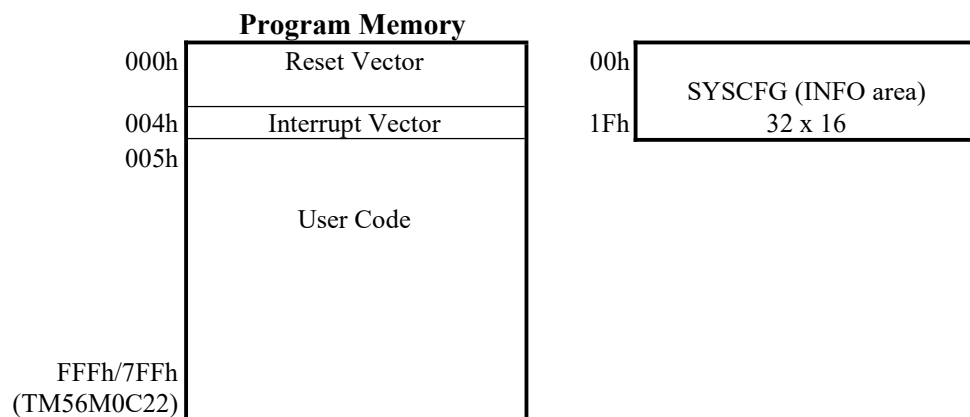 Program Memory
000h Reset Vector 00h
SYSCFG (INFO area)
004h Interrupt Vector 1Fh 32 x 16
005h
User Code
FFFh/7FFh
(TM56M0C22)